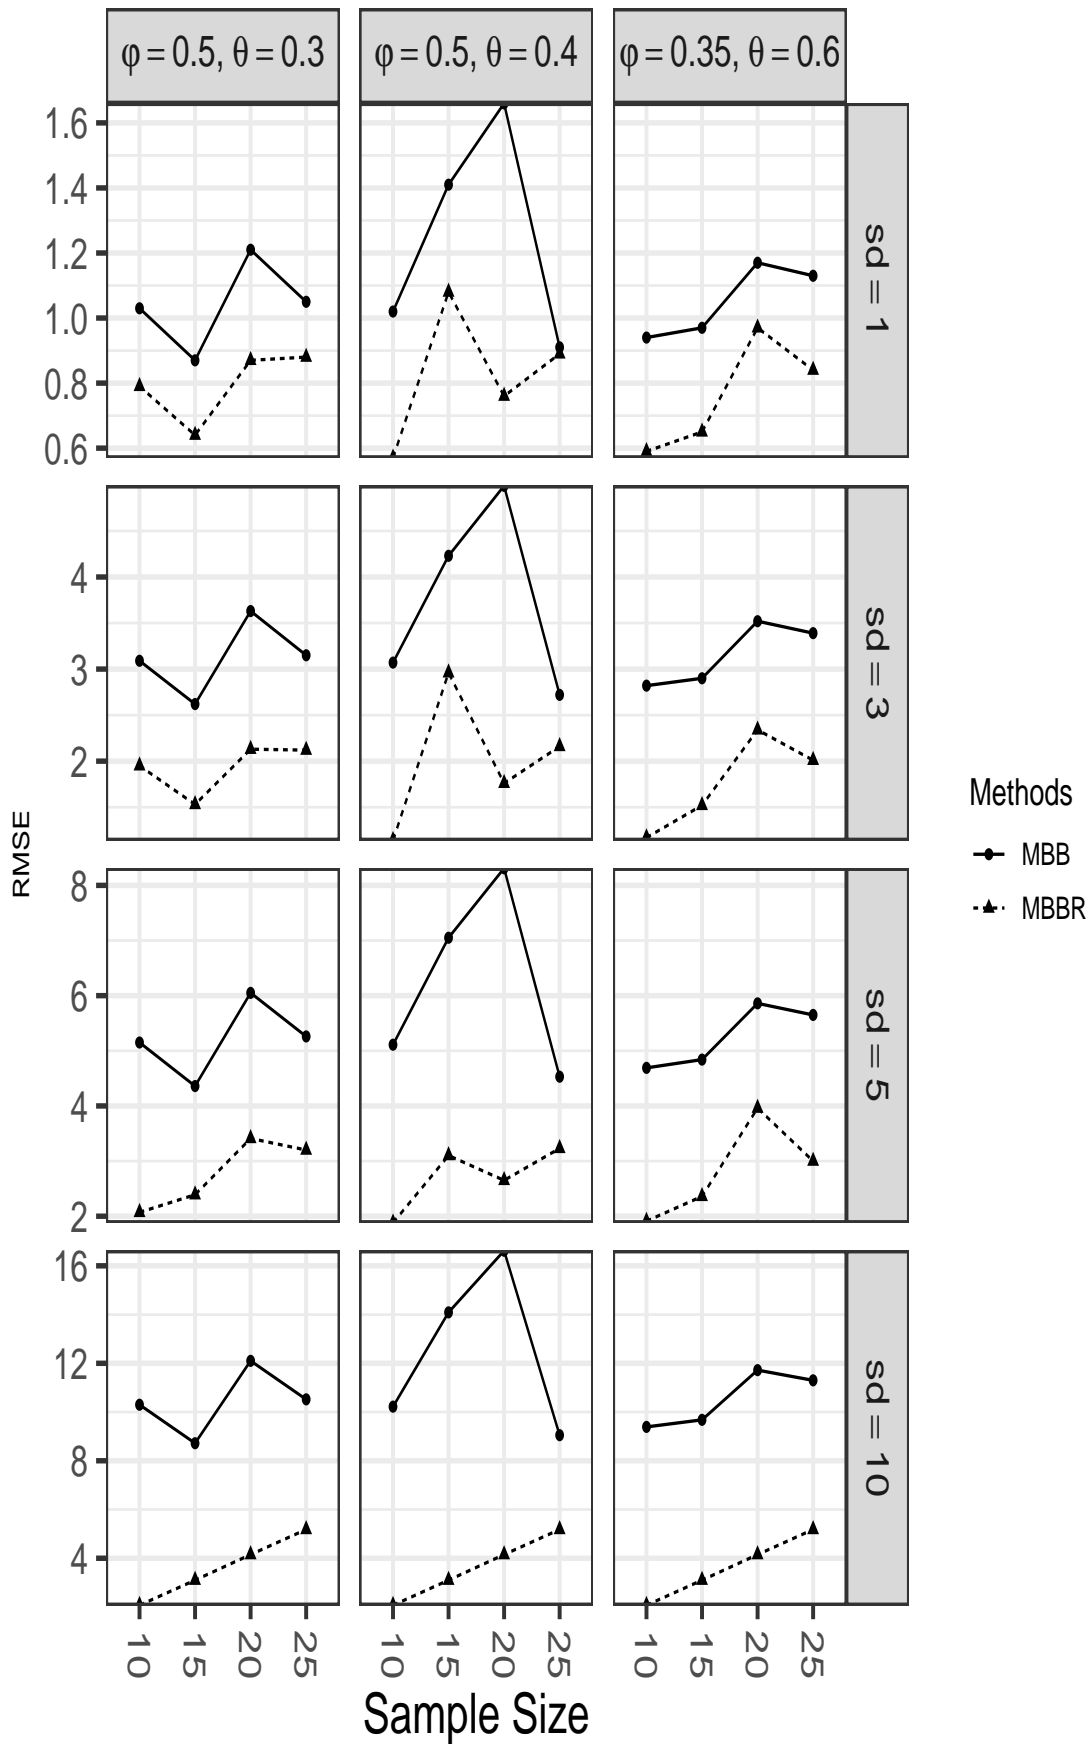 φ = 0.5, θ = 0.3
φ = 0.5, θ = 0.4
φ = 0.35, θ = 0.6
1.6
1.4
1.2
1.0
0.8
0.6
sd = 1
4
3
2
sd = 3
8
6
4
2
sd = 5
16
12
8
4
sd = 10
RMSE
10 15 20 25
10 15 20 25
10 15 20 25
Sample Size
Methods
MBB
MBBR